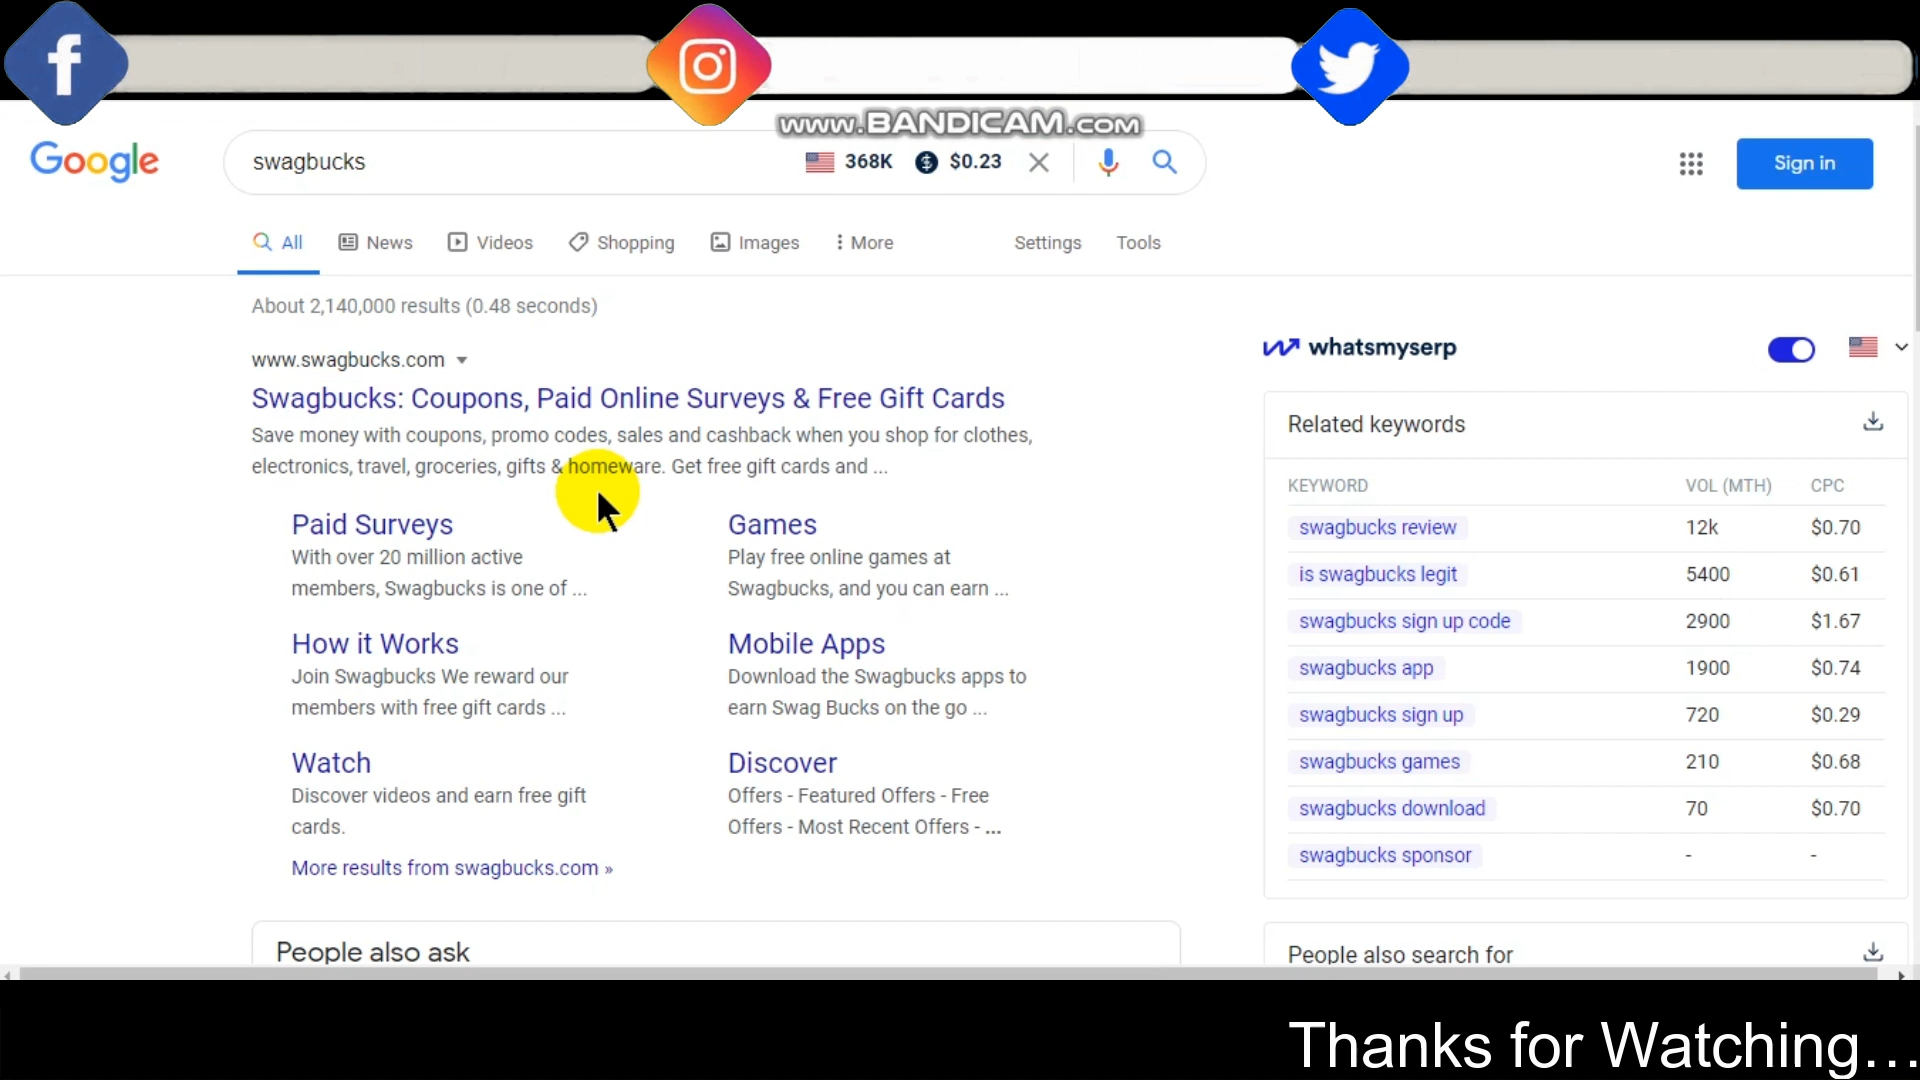 f
www.BANDICAM.com
Google
swagbucks
368K
$0.23
Sign in
All
News
Videos
Shopping
Images
More
Settings
Tools
About 2,140,000 results (0.48 seconds)
www.swagbucks.com
Swagbucks: Coupons, Paid Online Surveys & Free Gift Cards
Save money with coupons, promo codes, sales and cashback when you shop for clothes,
electronics, travel, groceries, gifts & homeware. Get free gift cards and ...
Paid Surveys
With over 20 million active
members, Swagbucks is one of ...
Games
Play free online games at
Swagbucks, and you can earn ...
How it Works
Join Swagbucks We reward our
members with free gift cards ...
Mobile Apps
Download the Swagbucks apps to
earn Swag Bucks on the go ...
Watch
Discover videos and earn free gift
cards.
Discover
Offers - Featured Offers - Free
Offers - Most Recent Offers - ...
More results from swagbucks.com »
People also ask
whatsmyserp
Related keywords
KEYWORD VOL (MTH) CPC
swagbucks review 12k $0.70
is swagbucks legit 5400 $0.61
swagbucks sign up code 2900 $1.67
swagbucks app 1900 $0.74
swagbucks sign up 720 $0.29
swagbucks games 210 $0.68
swagbucks download 70 $0.70
swagbucks sponsor - -
People also search for
Thanks for Watching...